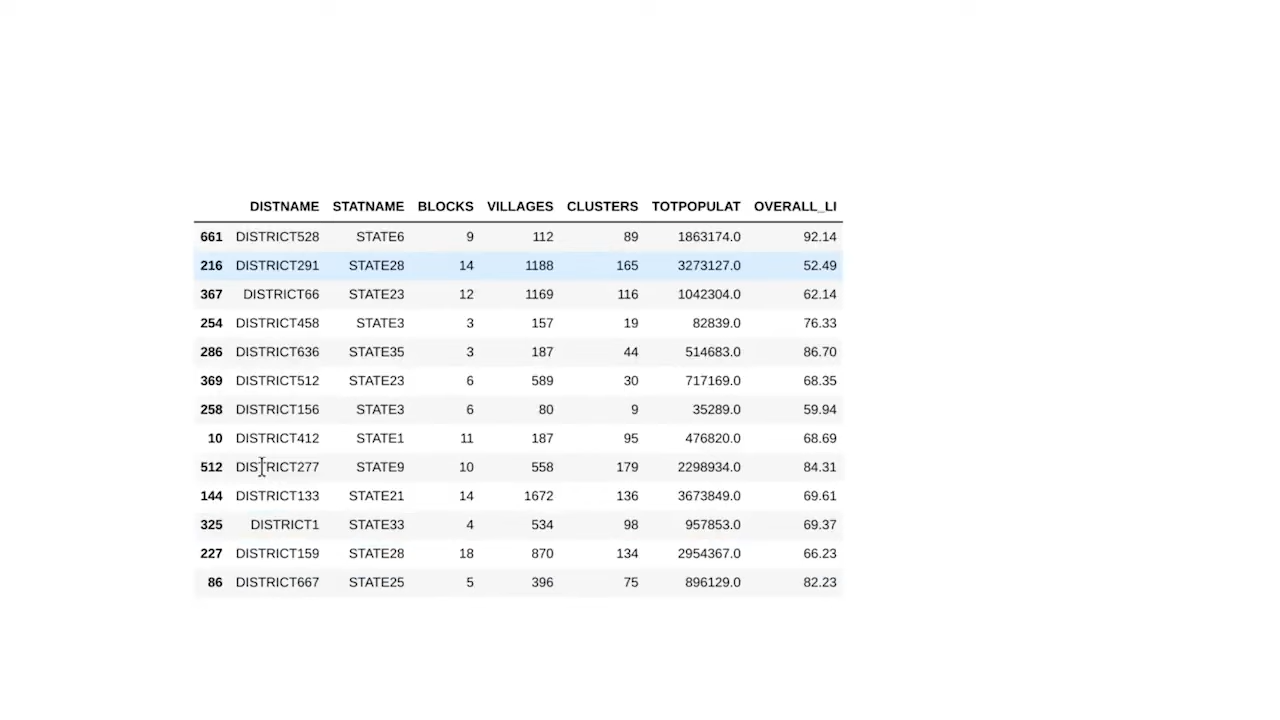 DISTNAME STATNAME BLOCKS VILLAGES CLUSTERS TOTPOPULAT OVERALL_LI
661 DISTRICT528 STATE6 9 112 89 1863174.0 92.14
216 DISTRICT291 STATE28 14 1188 165 3273127.0 52.49
367 DISTRICT66 STATE23 12 1169 116 1042304.0 62.14
254 DISTRICT458 STATE3 3 157 19 82839.0 76.33
286 DISTRICT636 STATE35 3 187 44 514683.0 86.70
369 DISTRICT512 STATE23 6 589 30 717169.0 68.35
258 DISTRICT156 STATE3 6 80 9 35289.0 59.94
10 DISTRICT412 STATE1 11 187 95 476820.0 68.69
512 DISTRICT277 STATE9 10 558 179 2298934.0 84.31
144 DISTRICT133 STATE21 14 1672 136 3673849.0 69.61
325 DISTRICT1 STATE33 4 534 98 957853.0 69.37
227 DISTRICT159 STATE28 18 870 134 2954367.0 66.23
86 DISTRICT667 STATE25 5 396 75 896129.0 82.23